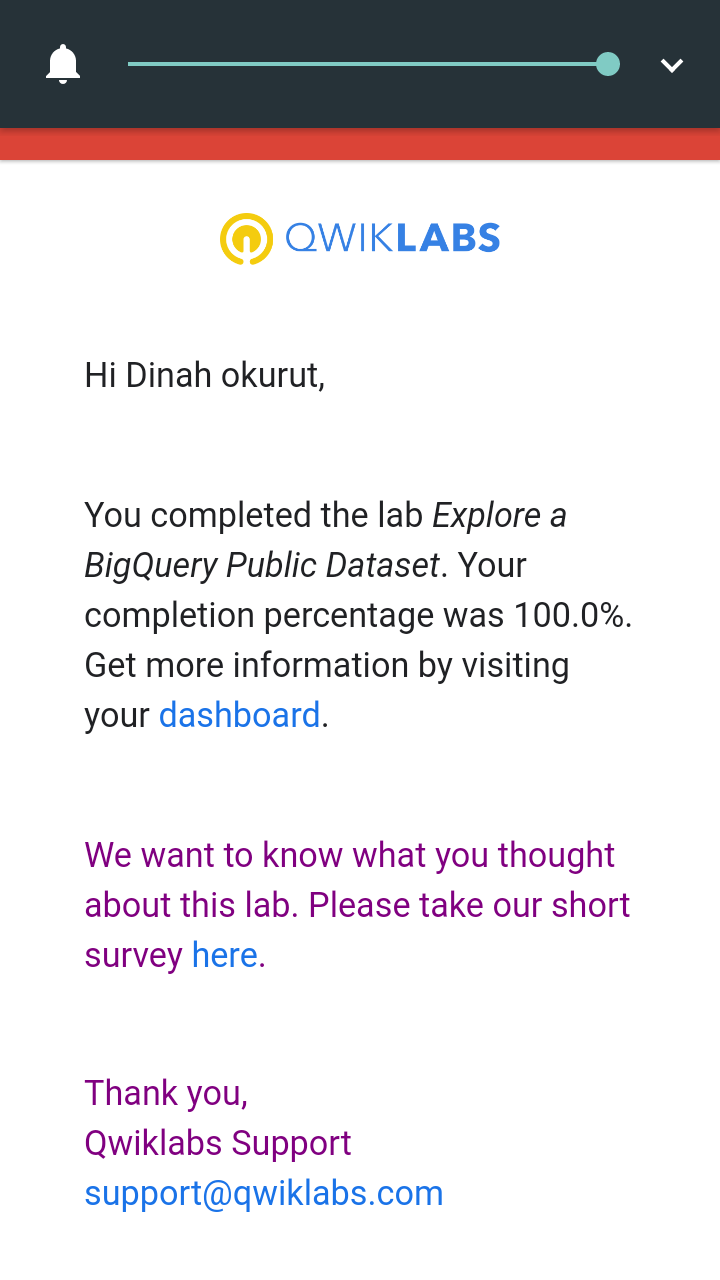 QWIKLABS
Hi Dinah okurut,
You completed the lab Explore a
BigQuery Public Dataset. Your
completion percentage was 100.0%.
Get more information by visiting
your dashboard.
We want to know what you thought
about this lab. Please take our short
survey here.
Thank you,
Qwiklabs Support
support@qwiklabs.com